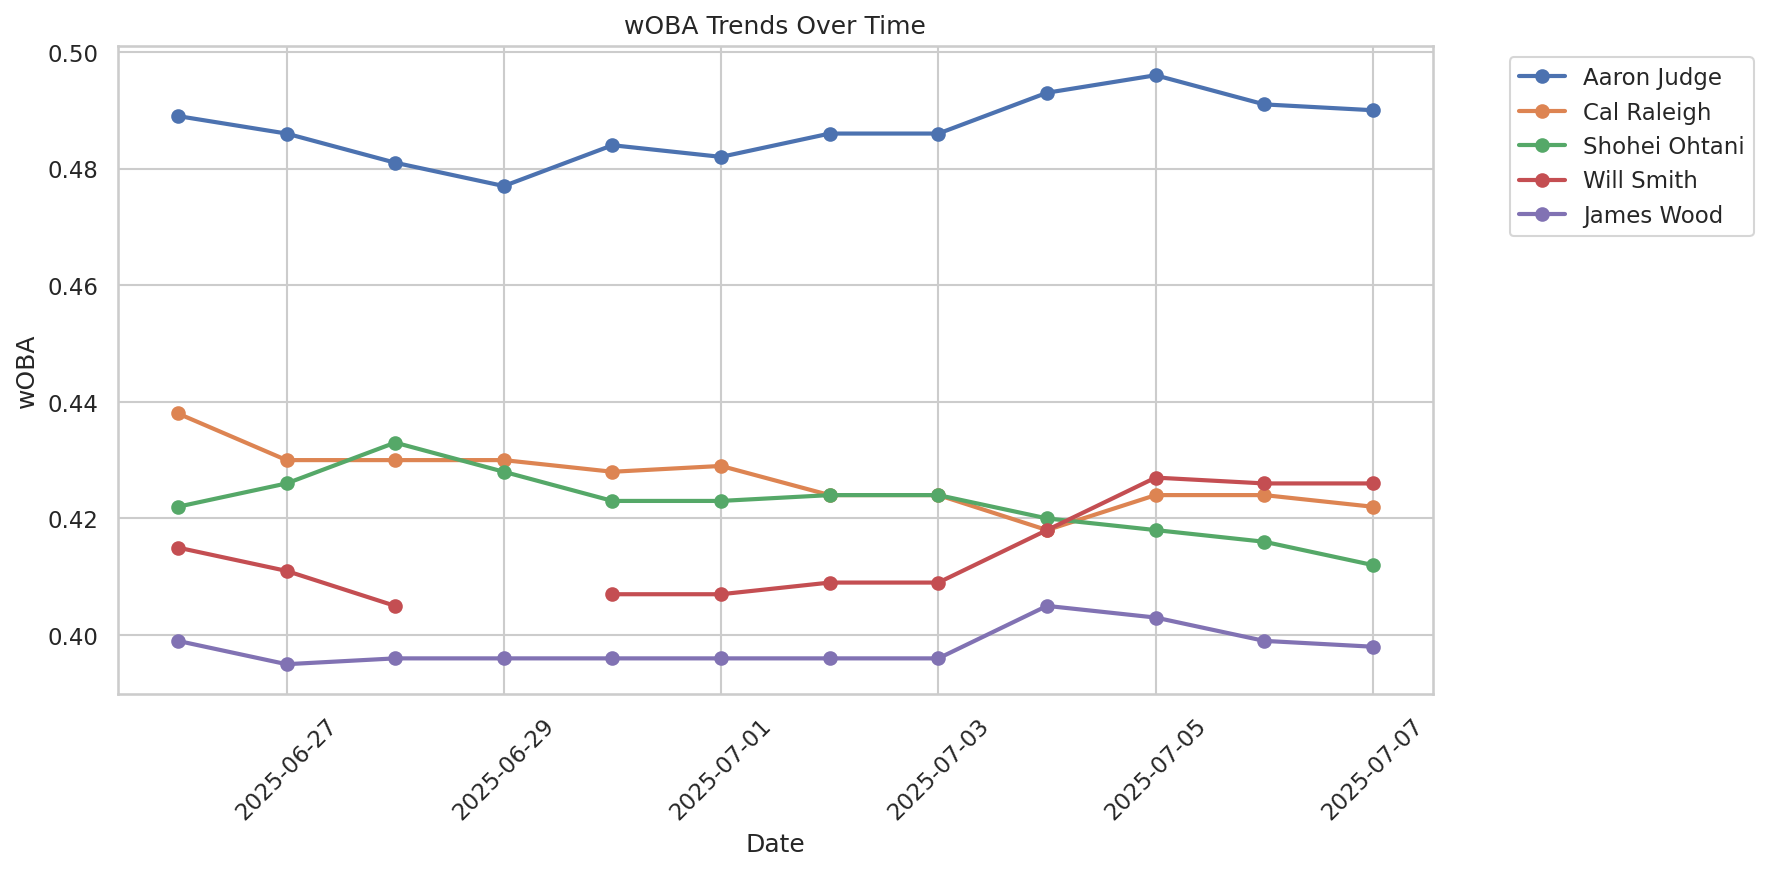 wOBA Trends Over Time
0.50
0.48
0.46
0.44
0.42
0.40
wOBA
2025-06-27
2025-06-29
2025-07-01
2025-07-03
2025-07-05
2025-07-07
Date
Aaron Judge
Cal Raleigh
Shohei Ohtani
Will Smith
James Wood